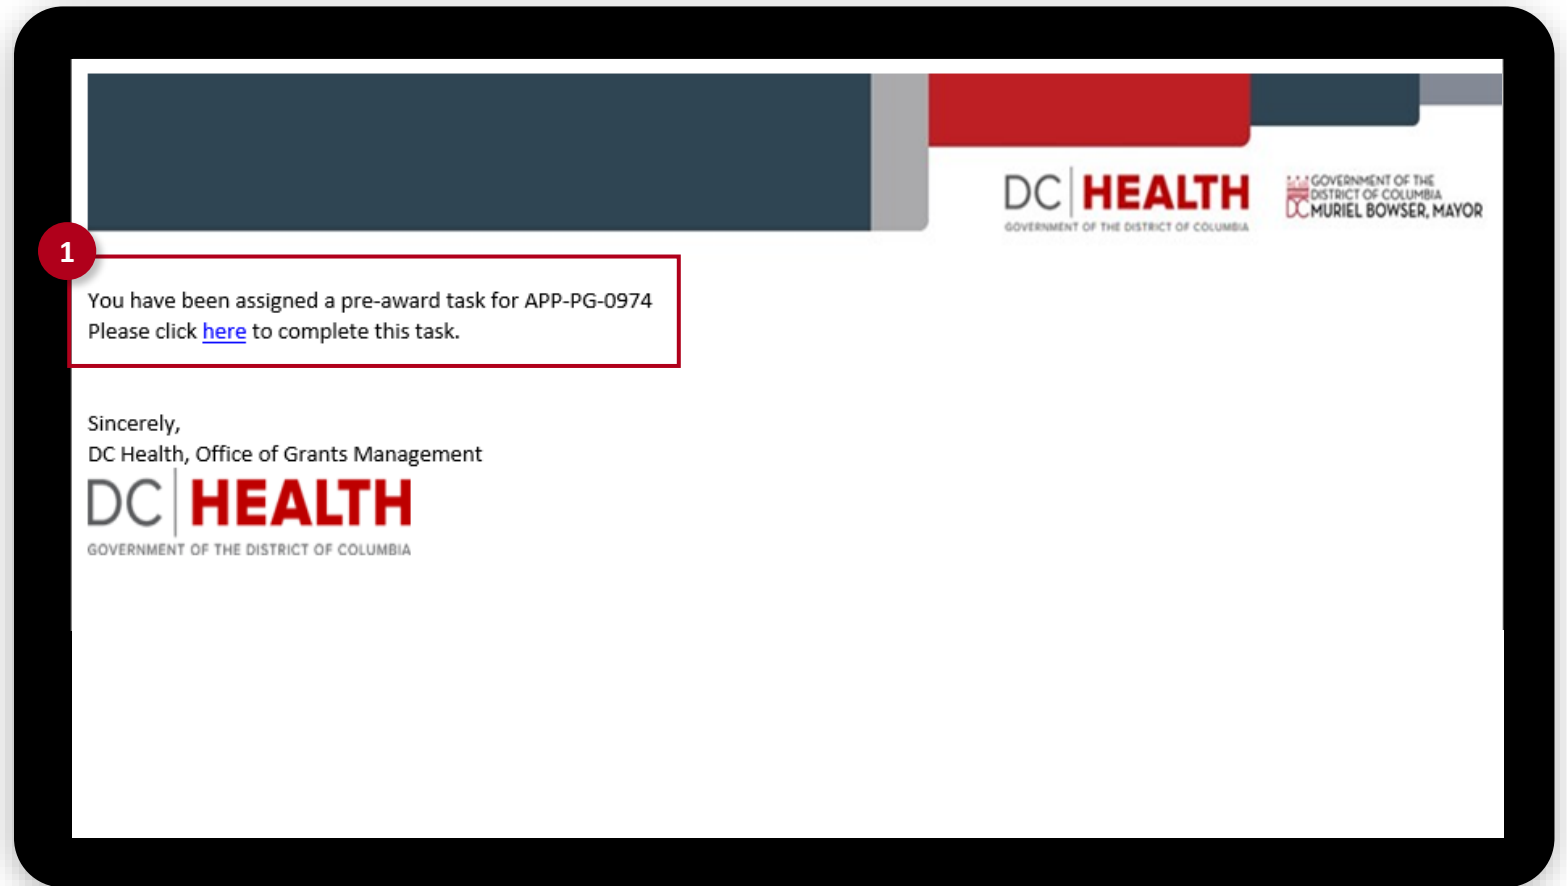 DC HEALTH
GOVERNMENT OF THE DISTRICT OF COLUMBIA
GOVERNMENT OF THE
DISTRICT OF COLUMBIA
DC MURIEL BOWSER, MAYOR
1
You have been assigned a pre-award task for APP-PG-0974
Please click here to complete this task.
Sincerely,
DC Health, Office of Grants Management
DC HEALTH
GOVERNMENT OF THE DISTRICT OF COLUMBIA